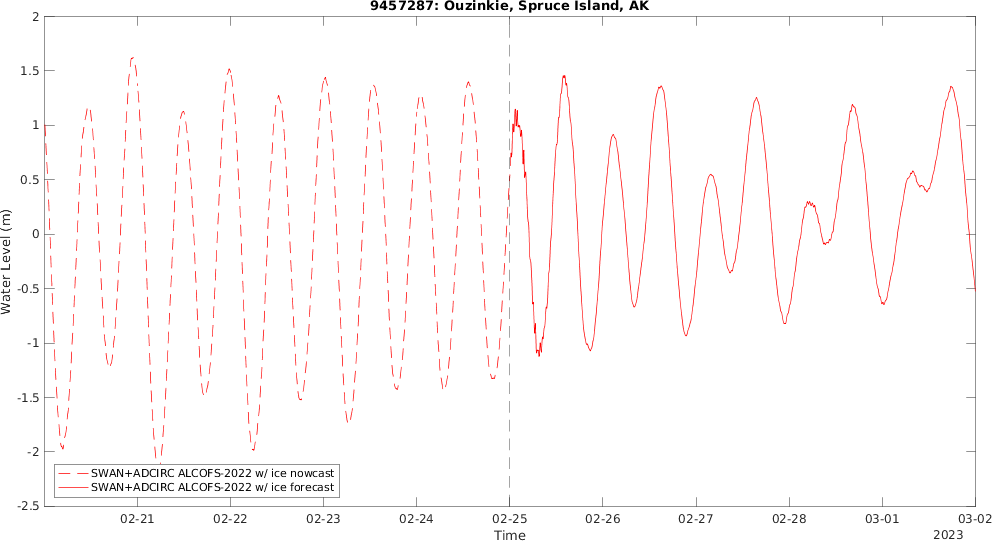 9457287: Ouzinkie, Spruce Island, AK
2
1.5
1
0.5
0
-0.5
-1
-1.5
-2
-2.5
Water Level (m)
SWAN+ADCIRC ALCOFS-2022 w/ ice nowcast
SWAN+ADCIRC ALCOFS-2022 w/ ice forecast
02-21 02-22 02-23 02-24 02-25 02-26 02-27 02-28 03-01 03-02
Time
2023